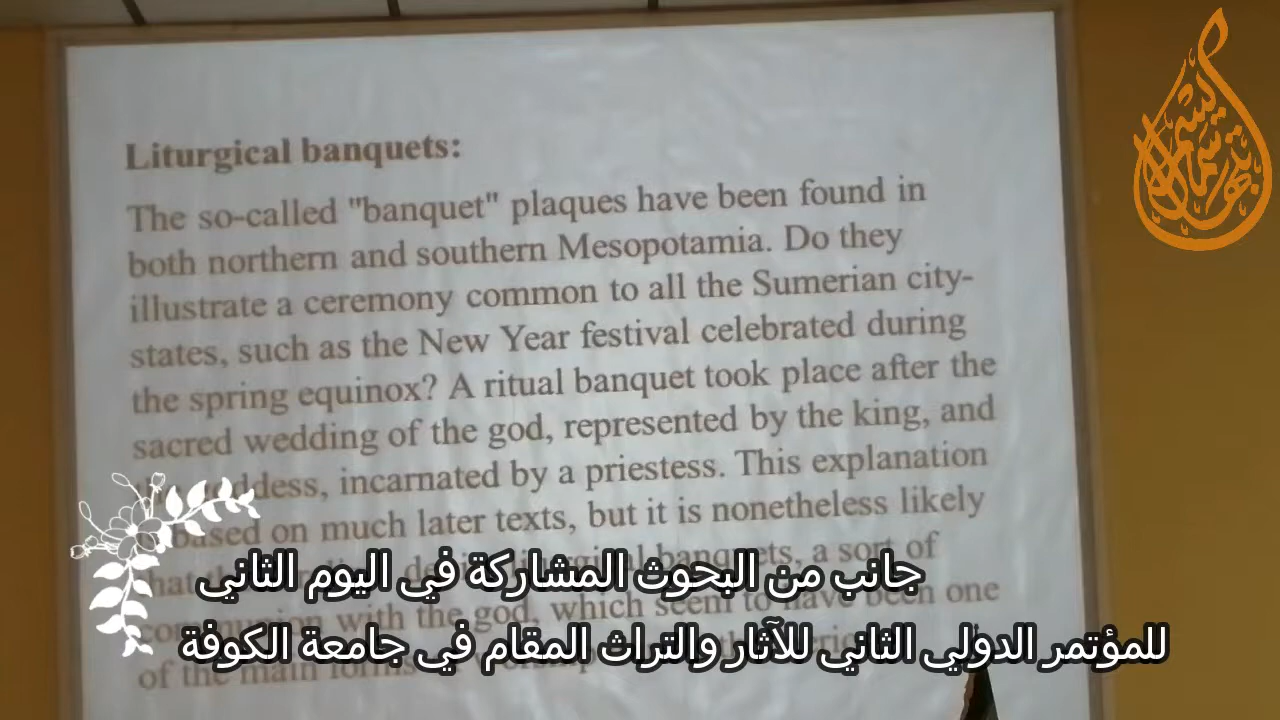 Liturgical banquets:
The so-called "banquet" plaques have been found in
both northern and southern Mesopotamia. Do they
illustrate a ceremony common to all the Sumerian city-
states, such as the New Year festival celebrated during
the spring equinox? A ritual banquet took place after the
sacred wedding of the god, represented by the king, and
incarnated by a priestess. This explanation
based on much later texts, but it is nonetheless likely
that banquets, a sort of
with the god, which seem to have been one
of the main forms
جانب من البحوث المشاركة في اليوم الثاني
للمؤتمر الدولي الثاني للآثار والتراث المقام في جامعة الكوفة